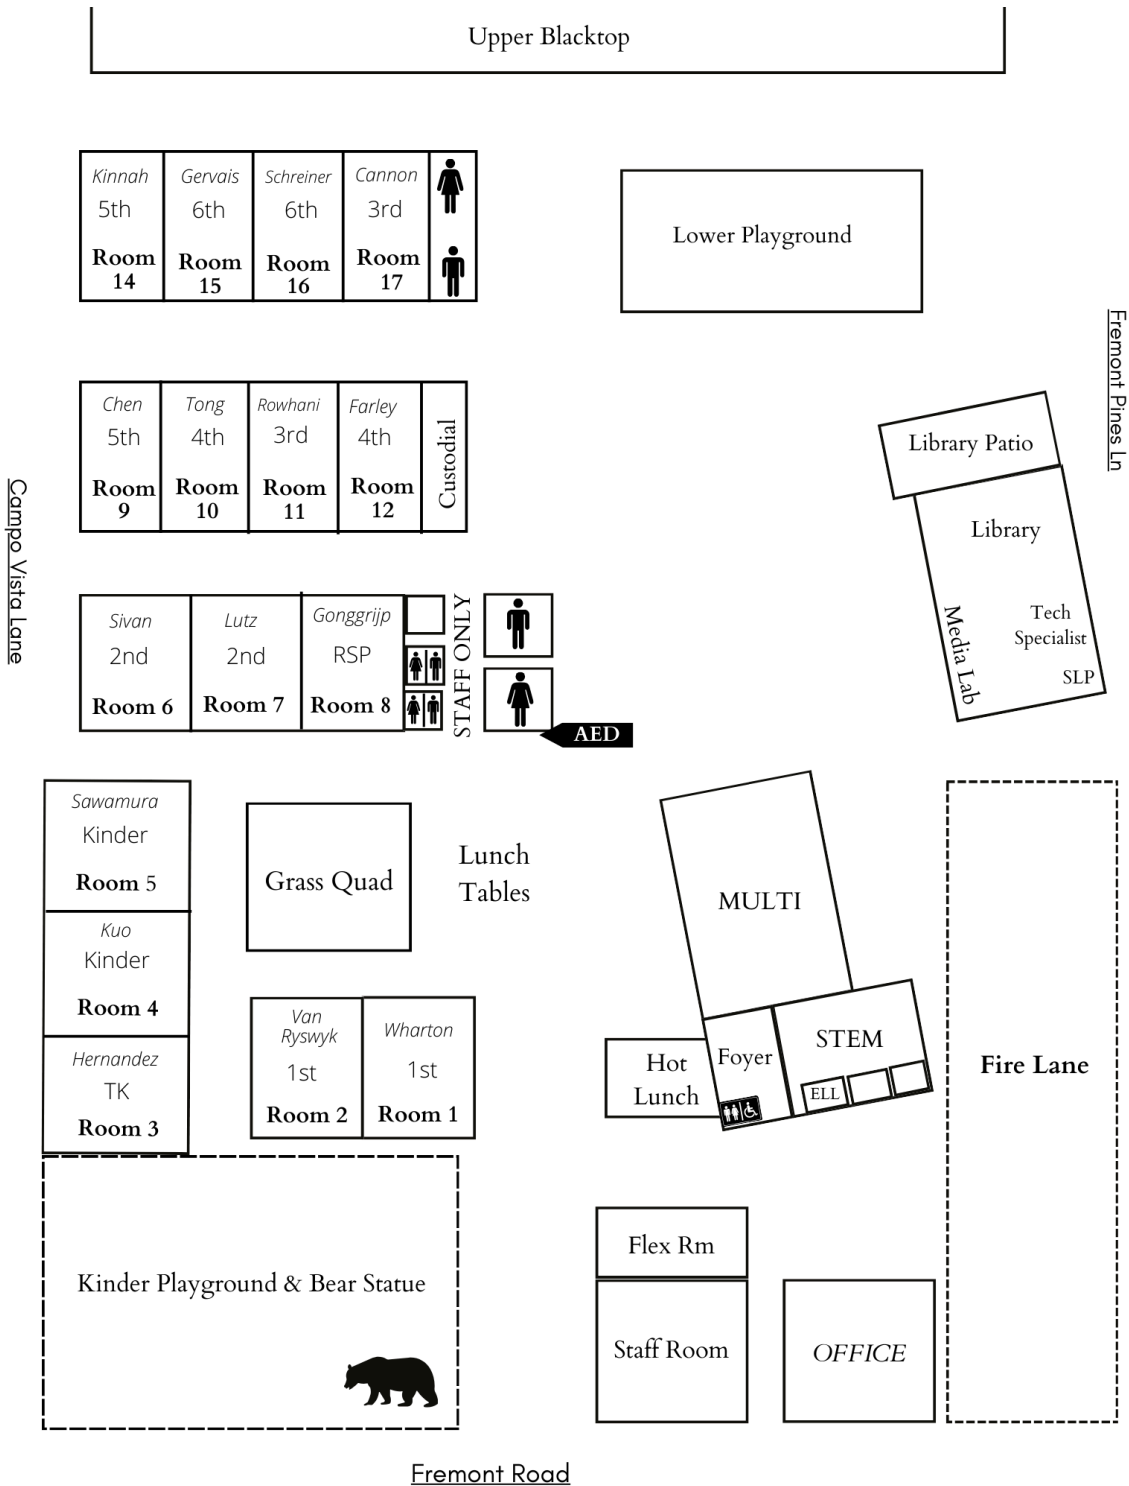 Upper Blacktop
Kinnah
5th
Room
14
Gervais
6th
Room
15
Schreiner
6th
Room
16
Cannon
3rd
Room
17
Lower Playground
Fremont Pines Ln
Chen
5th
Room
9
Tong
4th
Room
10
Rowhani
3rd
Room
11
Farley
4th
Room
12
Custodial
Library Patio
Library
Media Lab
Tech
Specialist
SLP
Campo Vista Lane
Sivan
2nd
Room 6
Lutz
2nd
Room 7
Gonggrijp
RSP
Room 8
STAFF ONLY
AED
Sawamura
Kinder
Room 5
Kuo
Kinder
Room 4
Hernandez
TK
Room 3
Grass Quad
Lunch
Tables
Van
Ryswyk
1st
Room 2
Wharton
1st
Room 1
MULTI
Hot
Lunch
Foyer
STEM
ELL
Fire Lane
Kinder Playground & Bear Statue
Flex Rm
Staff Room
OFFICE
Fremont Road